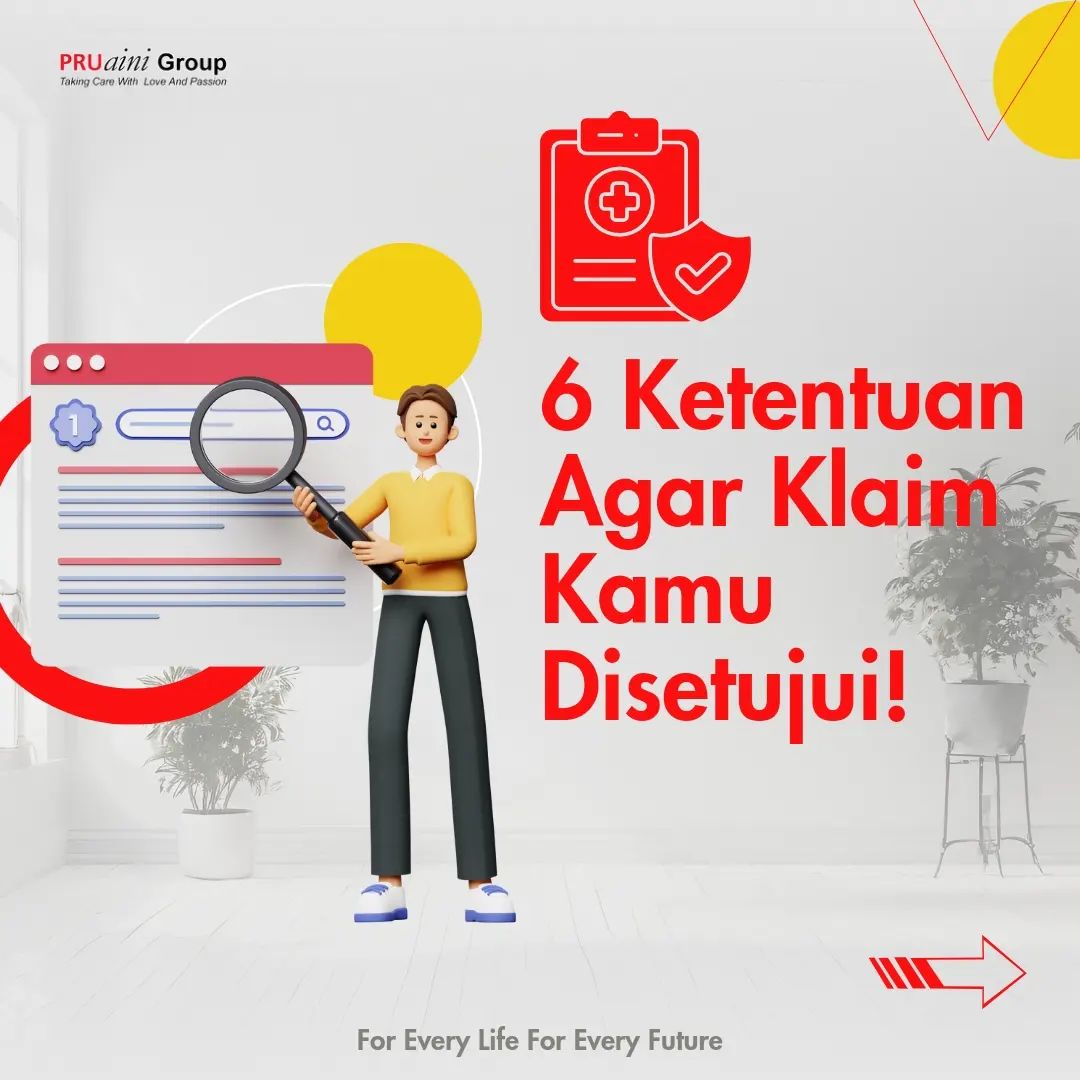 PRUaini Group
Taking Care With Love And Passion
1
6 Ketentuan
Agar Klaim
Kamu
Disetujui!
For Every Life For Every Future